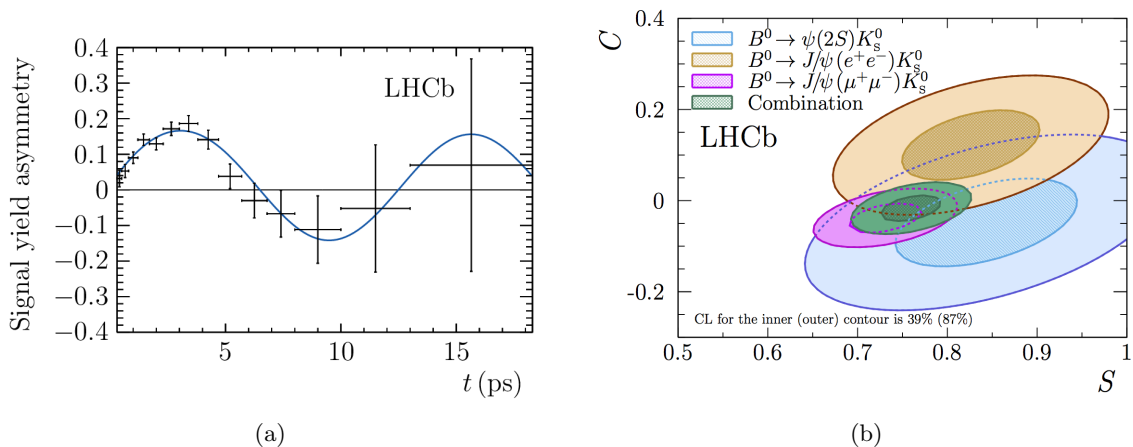 Signal yield asymmetry
0.4
0.3
0.2
0.1
0
−0.1
−0.2
−0.3
−0.4
LHCb
5
10
15
t (ps)
(a)
C
0.4
0.2
0
-0.2
B⁰ → ψ(2S)K⁰S
B⁰ → J/ψ(e⁺e⁻)K⁰S
B⁰ → J/ψ(μ⁺μ⁻)K⁰S
Combination
LHCb
CL for the inner (outer) contour is 39% (87%)
0.5
0.6
0.7
0.8
0.9
1
S
(b)